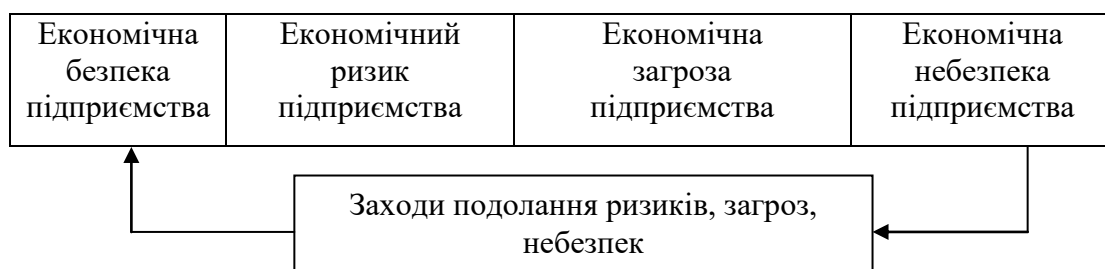 Економічна
безпека
підприємства
Економічний
ризик
підприємства
Економічна
загроза
підприємства
Економічна
небезпека
підприємства
Заходи подолання ризиків, загроз,
небезпек